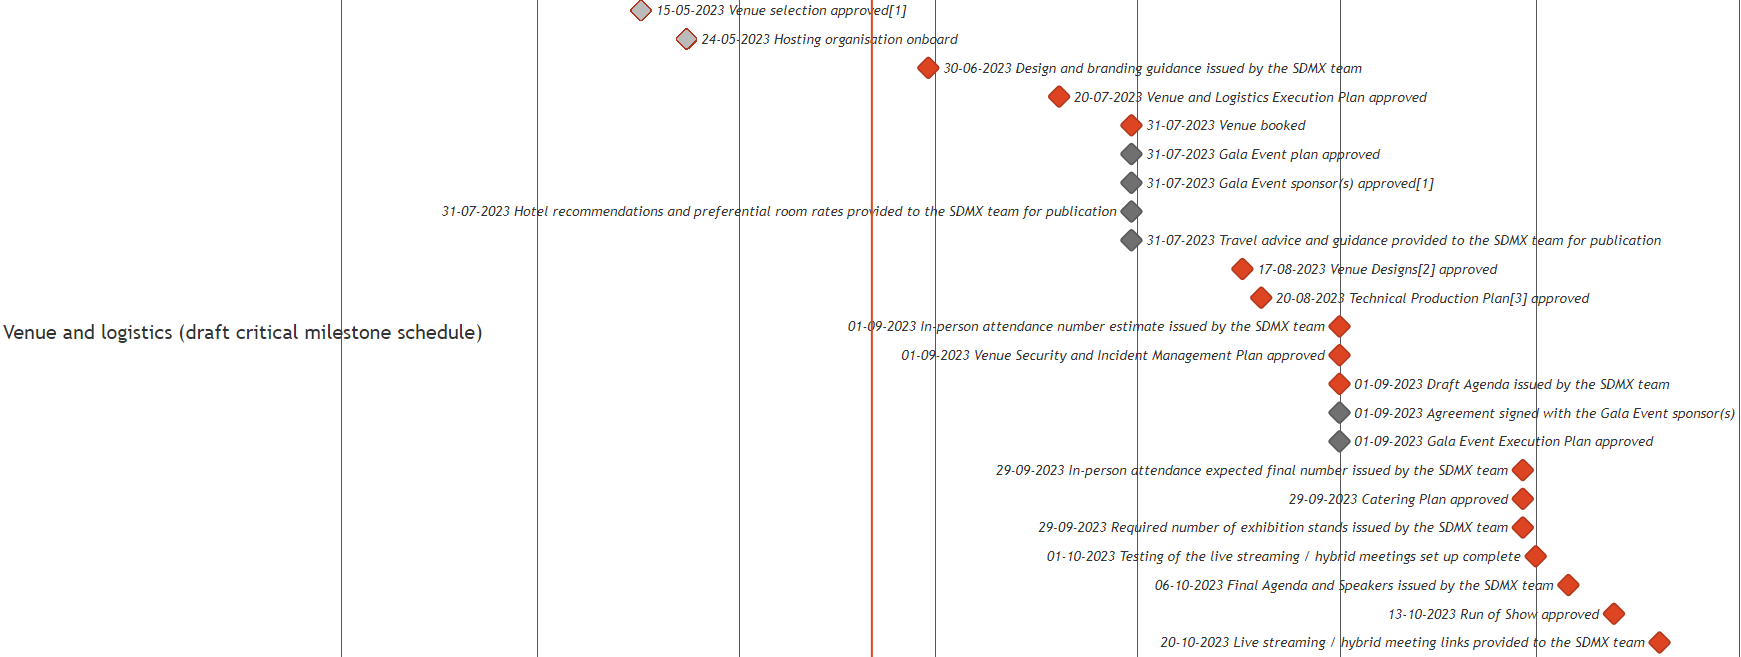 15-05-2023 Venue selection approved[1]
24-05-2023 Hosting organisation onboard
30-06-2023 Design and branding guidance issued by the SDMX team
20-07-2023 Venue and Logistics Execution Plan approved
31-07-2023 Venue booked
31-07-2023 Gala Event plan approved
31-07-2023 Gala Event sponsor(s) approved[1]
31-07-2023 Hotel recommendations and preferential room rates provided to the SDMX team for publication
31-07-2023 Travel advice and guidance provided to the SDMX team for publication
17-08-2023 Venue Designs[2] approved
20-08-2023 Technical Production Plan[3] approved
01-09-2023 In-person attendance number estimate issued by the SDMX team
Venue and logistics (draft critical milestone schedule)
01-09-2023 Venue Security and Incident Management Plan approved
01-09-2023 Draft Agenda issued by the SDMX team
01-09-2023 Agreement signed with the Gala Event sponsor(s)
01-09-2023 Gala Event Execution Plan approved
29-09-2023 In-person attendance expected final number issued by the SDMX team
29-09-2023 Catering Plan approved
29-09-2023 Required number of exhibition stands issued by the SDMX team
01-10-2023 Testing of the live streaming / hybrid meetings set up complete
06-10-2023 Final Agenda and Speakers issued by the SDMX team
13-10-2023 Run of Show approved
20-10-2023 Live streaming / hybrid meeting links provided to the SDMX team